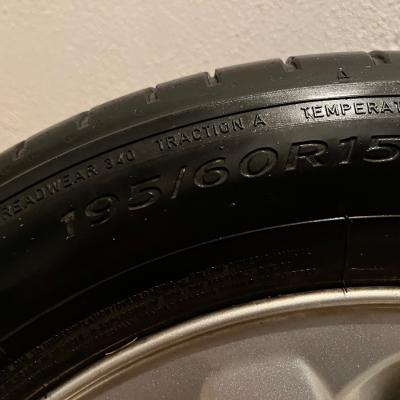 READWEAR 340 TRACTION A TEMPERAT
195/60R15